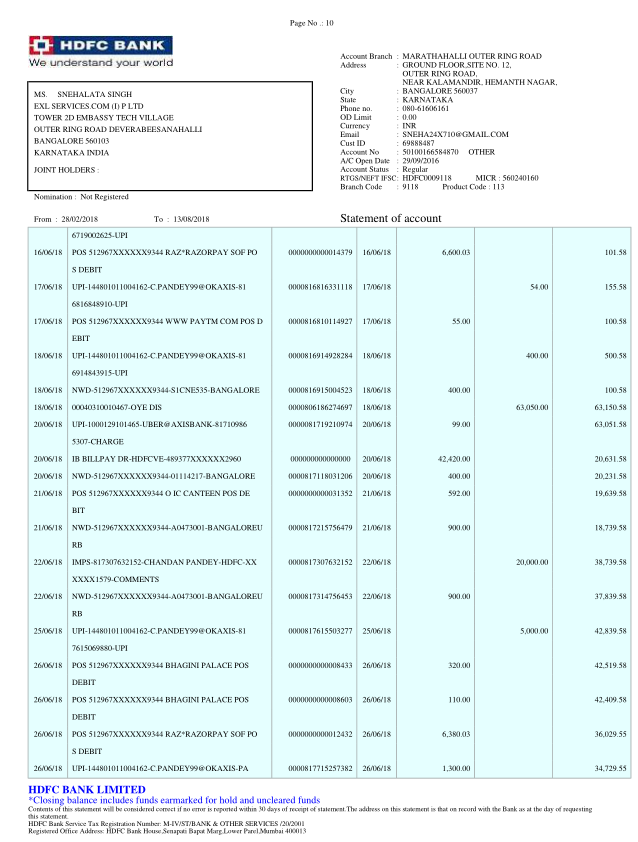 Page No .: 10
HDFC BANK
We understand your world
MS. SNEHALATA SINGH
EXL SERVICES.COM (I) P LTD
TOWER 2D EMBASSY TECH VILLAGE
OUTER RING ROAD DEVERABEESANAHALLI
BANGALORE 560103
KARNATAKA INDIA
JOINT HOLDERS :
Nomination : Not Registered
Account Branch : MARATHAHALLI OUTER RING ROAD
Address : GROUND FLOOR,SITE NO. 12,
OUTER RING ROAD,
NEAR KALAMANDIR, HEMANTH NAGAR,
City : BANGALORE 560037
State : KARNATAKA
Phone no. : 080-61606161
OD Limit : 0.00
Currency : INR
Email : SNEHA24X710@GMAIL.COM
Cust ID : 69888487
Account No : 50100166584870 OTHER
A/C Open Date : 29/09/2016
Account Status : Regular
RTGS/NEFT IFSC: HDFC0009118 MICR : 560240160
Branch Code : 9118 Product Code : 113
From : 28/02/2018 To : 13/08/2018 Statement of account
6719002625-UPI
16/06/18 POS 512967XXXXXX9344 RAZ*RAZORPAY SOF PO 0000000000014379 16/06/18 6,600.03 101.58
S DEBIT
17/06/18 UPI-144801011004162-C.PANDEY99@OKAXIS-81 0000816816331118 17/06/18 54.00 155.58
6816848910-UPI
17/06/18 POS 512967XXXXXX9344 WWW PAYTM COM POS D 0000816810114927 17/06/18 55.00 100.58
EBIT
18/06/18 UPI-144801011004162-C.PANDEY99@OKAXIS-81 0000816914928284 18/06/18 400.00 500.58
6914843915-UPI
18/06/18 NWD-512967XXXXXX9344-S1CNE535-BANGALORE 0000816915004523 18/06/18 400.00 100.58
18/06/18 00040310010467-OYE DIS 0000806186274697 18/06/18 63,050.00 63,150.58
20/06/18 UPI-1000129101465-UBER@AXISBANK-81710986 0000817179210974 20/06/18 99.00 63,051.58
5307-CHARGE
20/06/18 IB BILLPAY DR-HDFCVE-489377XXXXXX2960 0000000000000000 20/06/18 42,420.00 20,631.58
20/06/18 NWD-512967XXXXXX9344-01114217-BANGALORE 0000817118031206 20/06/18 400.00 20,231.58
21/06/18 POS 512967XXXXXX9344 O IC CANTEEN POS DE 0000000000031352 21/06/18 592.00 19,639.58
BIT
21/06/18 NWD-512967XXXXXX9344-A0473001-BANGALOREU 0000817215756479 21/06/18 900.00 18,739.58
RB
22/06/18 IMPS-817307632152-CHANDAN PANDEY-HDFC-XX 0000817307632152 22/06/18 20,000.00 38,739.58
XXXX1579-COMMENTS
22/06/18 NWD-512967XXXXXX9344-A0473001-BANGALOREU 0000817314756453 22/06/18 900.00 37,839.58
RB
25/06/18 UPI-144801011004162-C.PANDEY99@OKAXIS-81 0000817615503277 25/06/18 5,000.00 42,839.58
7615069880-UPI
26/06/18 POS 512967XXXXXX9344 BHAGINI PALACE POS 0000000000008433 26/06/18 320.00 42,519.58
DEBIT
26/06/18 POS 512967XXXXXX9344 BHAGINI PALACE POS 0000000000008603 26/06/18 110.00 42,409.58
DEBIT
26/06/18 POS 512967XXXXXX9344 RAZ*RAZORPAY SOF PO 0000000000012432 26/06/18 6,380.03 36,029.55
S DEBIT
26/06/18 UPI-144801011004162-C.PANDEY99@OKAXIS-PA 0000817715257382 26/06/18 1,300.00 34,729.55
HDFC BANK LIMITED
*Closing balance includes funds earmarked for hold and uncleared funds
Contents of this statement will be considered correct if no error is reported within 30 days of receipt of statement.The address on this statement is that on record with the Bank as at the day of requesting
this statement.
HDFC Bank Service Tax Registration Number: M-IV/ST/BANK & OTHER SERVICES /20/2001
Registered Office Address: HDFC Bank House,Senapati Bapat Marg,Lower Parel,Mumbai 400013